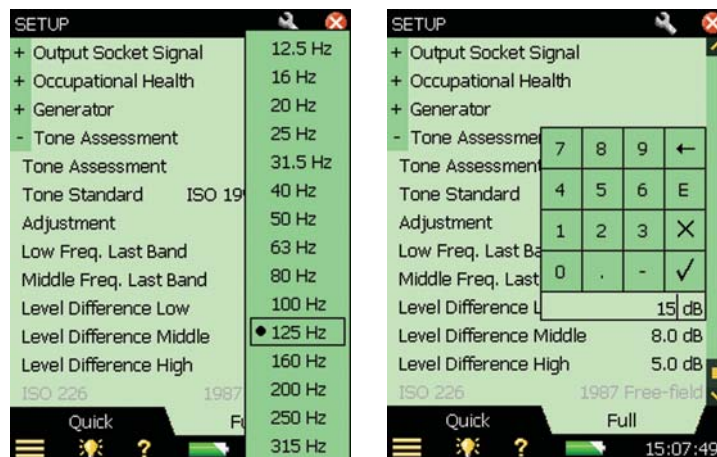 SETUP
+ Output Socket Signal
+ Occupational Health
+ Generator
- Tone Assessment
Tone Assessment
Tone Standard ISO 19
Adjustment
Low Freq. Last Band
Middle Freq. Last Band
Level Difference Low
Level Difference Middle
Level Difference High
ISO 226 1987
Quick Fu
?
12.5 Hz
16 Hz
20 Hz
25 Hz
31.5 Hz
40 Hz
50 Hz
63 Hz
80 Hz
100 Hz
125 Hz
160 Hz
200 Hz
250 Hz
315 Hz
SETUP
+ Output Socket Signal
+ Occupational Health
+ Generator
- Tone Assessme
Tone Assessment
Tone Standard
Adjustment
Low Freq. Last Ba
Middle Freq. Last
Level Difference L
Level Difference Middle 8.0 dB
Level Difference High 5.0 dB
ISO 226 1987 Free-field
Quick Full
? 15:07:49
7 8 9 ←
4 5 6 E
1 2 3 X
0 . - ✓
15 dB